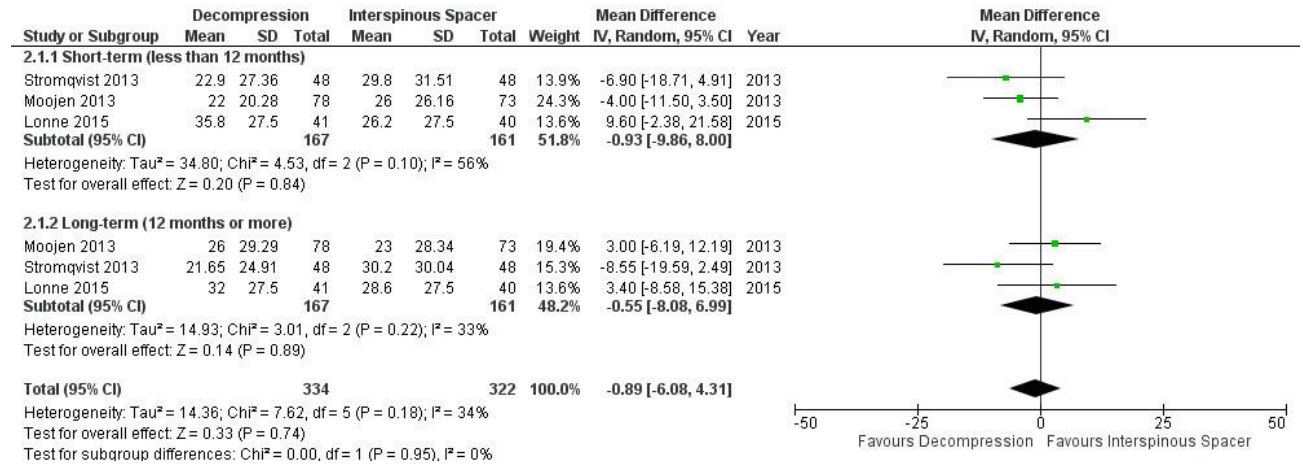 Decompression Interspinous Spacer Mean Difference Mean Difference
Study or Subgroup Mean SD Total Mean SD Total Weight IV, Random, 95% CI Year IV, Random, 95% CI
2.1.1 Short-term (less than 12 months)
Stromqvist 2013 22.9 27.36 48 29.8 31.51 48 13.9% -6.90 [-18.71, 4.91] 2013
Moojen 2013 22 20.28 78 26 26.16 73 24.3% -4.00 [-11.50, 3.50] 2013
Lonne 2015 35.8 27.5 41 26.2 27.5 40 13.6% 9.60 [-2.38, 21.58] 2015
Subtotal (95% CI) 167 161 51.8% -0.93 [-9.86, 8.00]
Heterogeneity: Tau² = 34.80; Chi² = 4.53, df = 2 (P = 0.10); I² = 56%
Test for overall effect: Z = 0.20 (P = 0.84)
2.1.2 Long-term (12 months or more)
Moojen 2013 26 29.29 78 23 28.34 73 19.4% 3.00 [-6.19, 12.19] 2013
Stromqvist 2013 21.65 24.91 48 30.2 30.04 48 15.3% -8.55 [-19.59, 2.49] 2013
Lonne 2015 32 27.5 41 28.6 27.5 40 13.6% 3.40 [-8.58, 15.38] 2015
Subtotal (95% CI) 167 161 48.2% -0.55 [-8.08, 6.99]
Heterogeneity: Tau² = 14.93; Chi² = 3.01, df = 2 (P = 0.22); I² = 33%
Test for overall effect: Z = 0.14 (P = 0.89)
Total (95% CI) 334 322 100.0% -0.89 [-6.08, 4.31]
Heterogeneity: Tau² = 14.36; Chi² = 7.62, df = 5 (P = 0.18); I² = 34%
Test for overall effect: Z = 0.33 (P = 0.74)
Test for subgroup differences: Chi² = 0.00, df = 1 (P = 0.95), I² = 0%
-50 -25 0 25 50
Favours Decompression Favours Interspinous Spacer